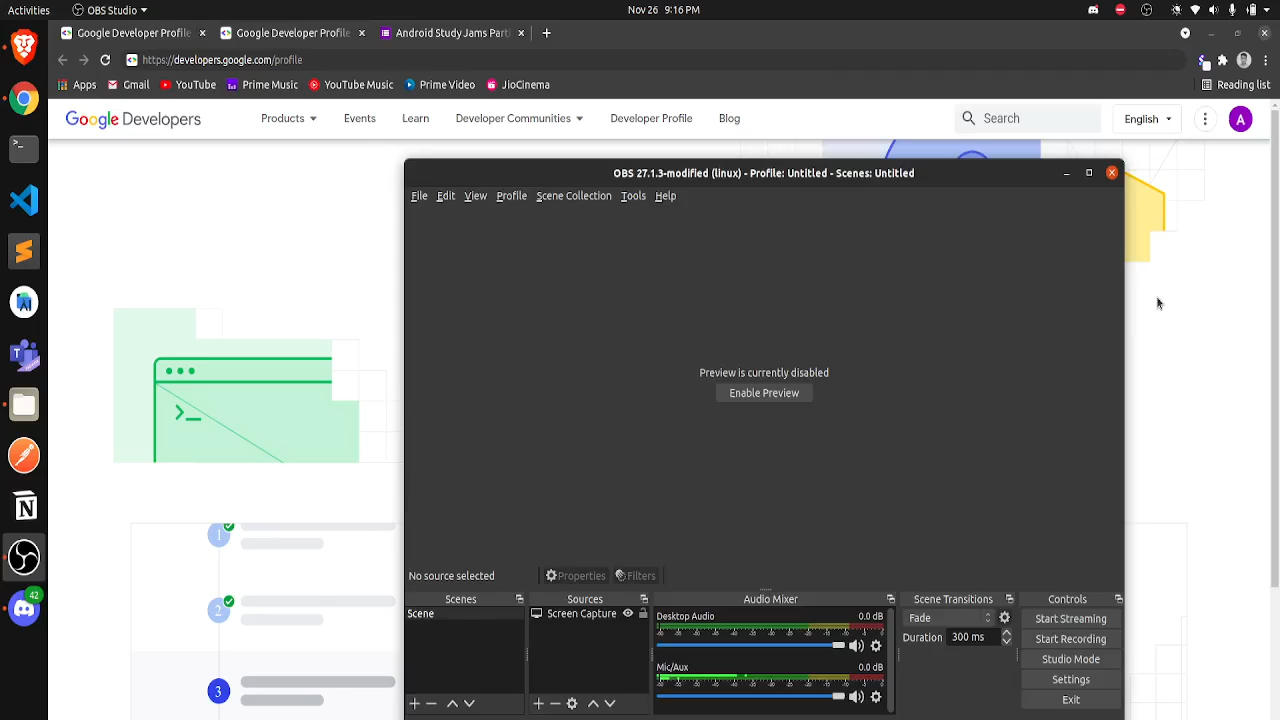 Activities
OBS Studio
Nov 26 9:16 PM
Google Developer Profile
Google Developer Profile
Android Study Jams Part
https://developers.google.com/profile
Apps
Gmail
YouTube
Prime Music
YouTube Music
Prime Video
JioCinema
Reading list
Google Developers
Products
Events
Learn
Developer Communities
Developer Profile
Blog
Search
English
A
OBS 27.1.3-modified (linux) - Profile: Untitled - Scenes: Untitled
File
Edit
View
Profile
Scene Collection
Tools
Help
Preview is currently disabled
Enable Preview
1
2
3
42
No source selected
Properties
Filters
Scenes
Sources
Audio Mixer
Scene Transitions
Controls
Scene
Screen Capture
Desktop Audio
0.0 dB
Mic/Aux
0.0 dB
Fade
Duration 300 ms
Start Streaming
Start Recording
Studio Mode
Settings
Exit